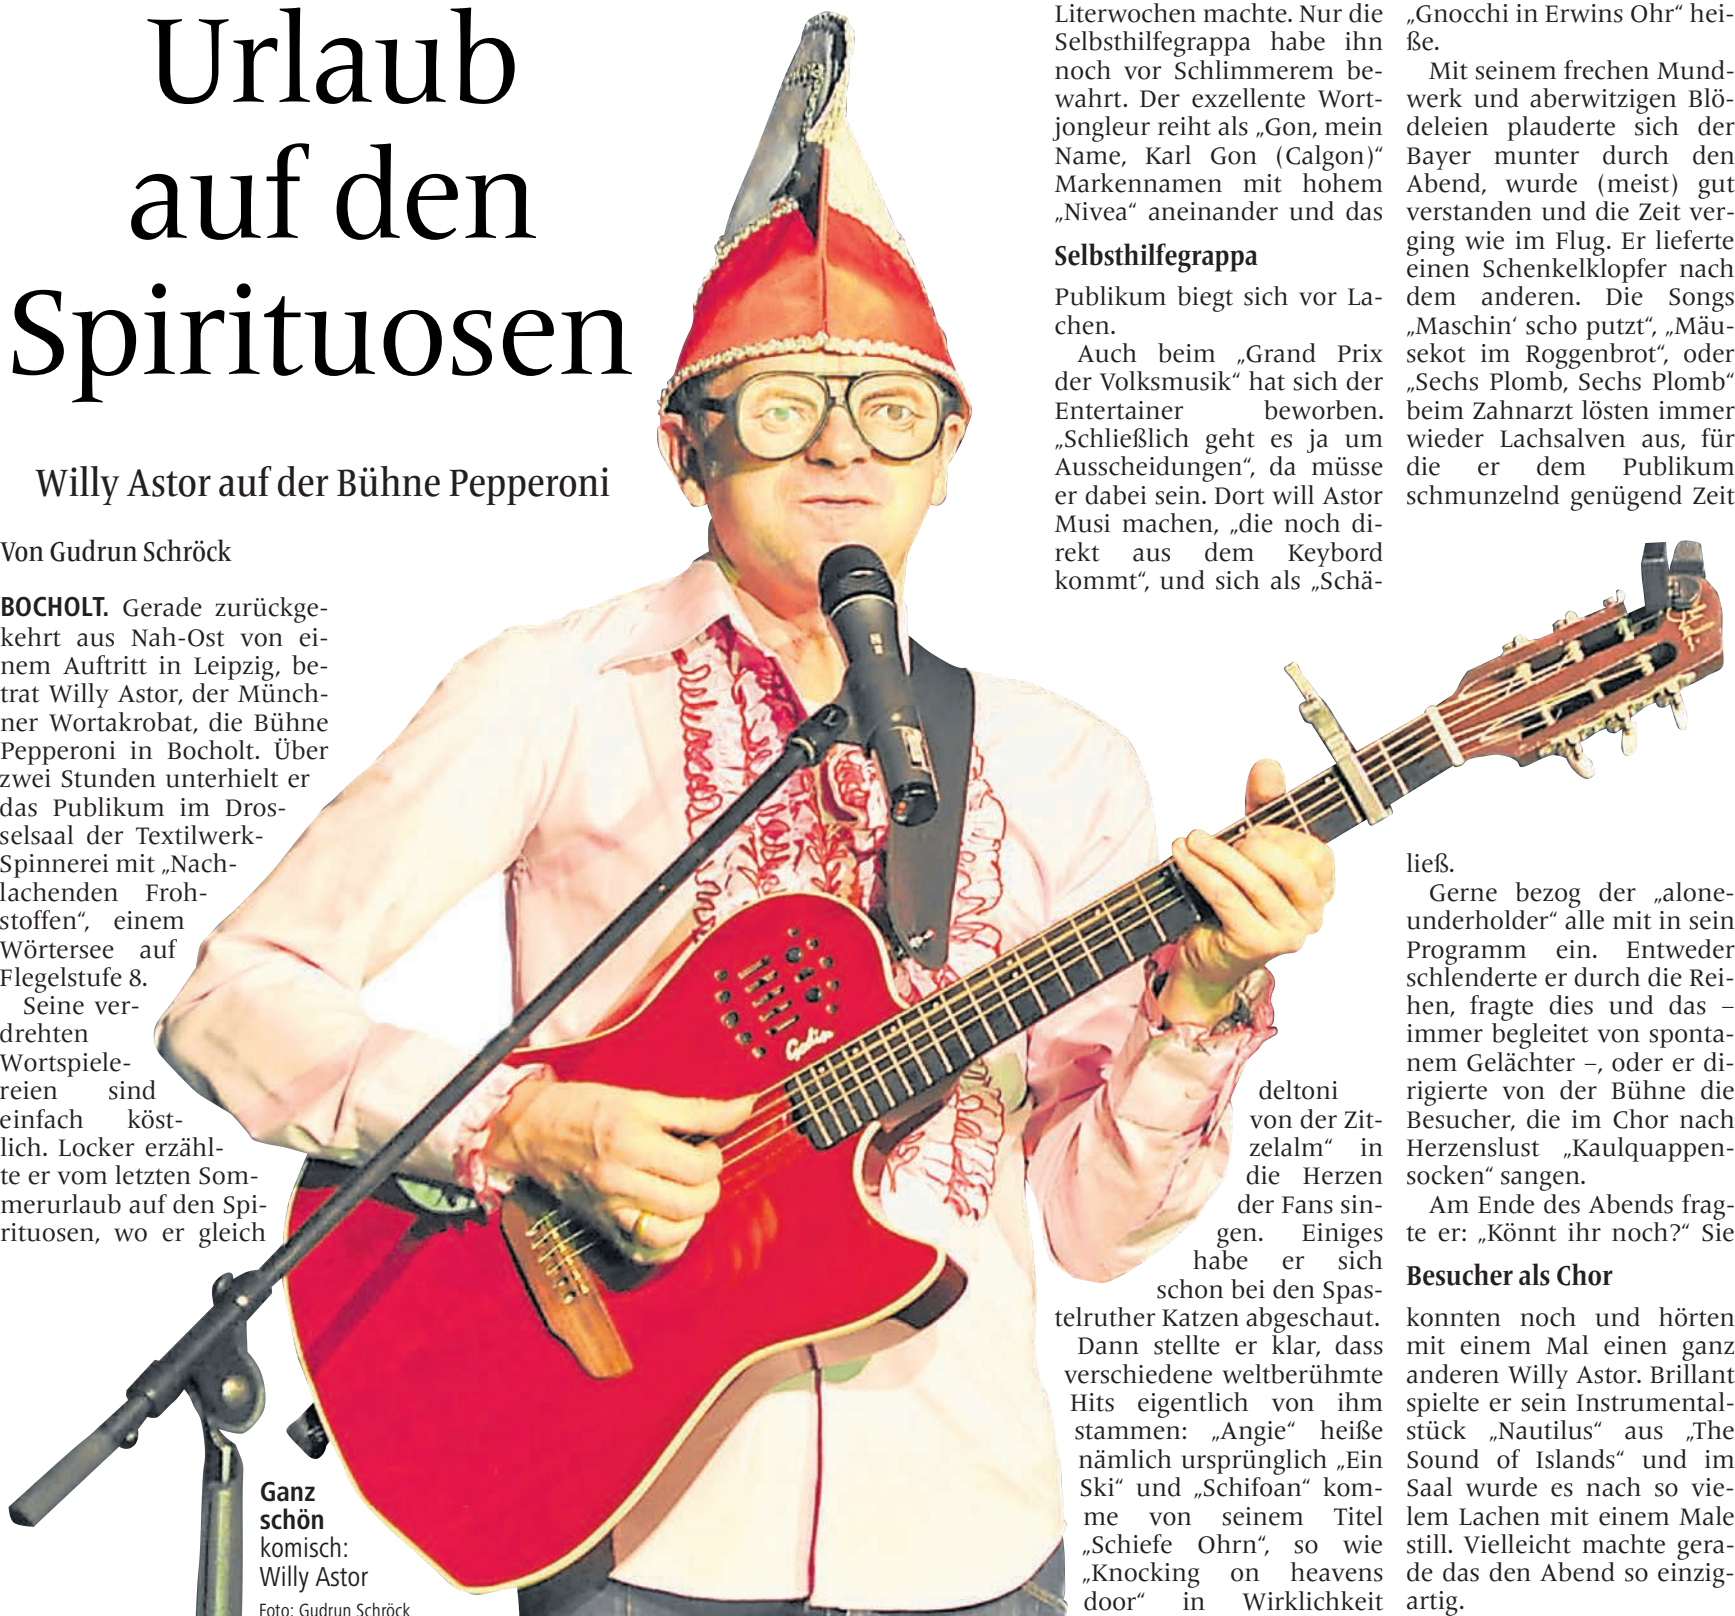 Urlaub
auf den
Spirituosen
Willy Astor auf der Bühne Pepperoni
Von Gudrun Schröck
BOCHOLT. Gerade zurückge-
kehrt aus Nah-Ost von ei-
nem Auftritt in Leipzig, be-
trat Willy Astor, der Münch-
ner Wortakrobat, die Bühne
Pepperoni in Bocholt. Über
zwei Stunden unterhielt er
das Publikum im Dros-
selsaal der Textilwerk-
Spinnerei mit „Nach-
lachenden Froh-
stoffen“, einem
Wörtersee auf
Flegelstufe 8.
Seine ver-
drehten
Wortspiele-
reien sind
einfach köst-
lich. Locker erzähl-
te er vom letzten Som-
merurlaub auf den Spi-
rituosen, wo er gleich
Literwochen machte. Nur die
Selbsthilfegrappa habe ihn
noch vor Schlimmerem be-
wahrt. Der exzellente Wort-
jongleur reiht als „Gon, mein
Name, Karl Gon (Calgon)“
Markennamen mit hohem
„Nivea“ aneinander und das
Selbsthilfegrappa
Publikum biegt sich vor La-
chen.
Auch beim „Grand Prix
der Volksmusik“ hat sich der
Entertainer beworben.
„Schließlich geht es ja um
Ausscheidungen“, da müsse
er dabei sein. Dort will Astor
Musi machen, „die noch di-
rekt aus dem Keybord
kommt“, und sich als „Schä-
deltoni
von der Zit-
zelalm“ in
die Herzen
der Fans sin-
gen. Einiges
habe er sich
schon bei den Spas-
telruther Katzen abgeschaut.
Dann stellte er klar, dass
verschiedene weltberühmte
Hits eigentlich von ihm
stammen: „Angie“ heiße
nämlich ursprünglich „Ein
Ski“ und „Schifoan“ kom-
me von seinem Titel
„Schiefe Ohrn“, so wie
„Knocking on heavens
door“ in Wirklichkeit
„Gnocchi in Erwins Ohr“ hei-
ße.
Mit seinem frechen Mund-
werk und aberwitzigen Blö-
deleien plauderte sich der
Bayer munter durch den
Abend, wurde (meist) gut
verstanden und die Zeit ver-
ging wie im Flug. Er lieferte
einen Schenkelklopfer nach
dem anderen. Die Songs
„Maschin‘ scho putzt“, „Mäu-
sekot im Roggenbrot“, oder
„Sechs Plomb, Sechs Plomb“
beim Zahnarzt lösten immer
wieder Lachsalven aus, für
die er dem Publikum
schmunzelnd genügend Zeit
ließ.
Gerne bezog der „alone-
underholder“ alle mit in sein
Programm ein. Entweder
schlenderte er durch die Rei-
hen, fragte dies und das –
immer begleitet von sponta-
nem Gelächter –, oder er di-
rigierte von der Bühne die
Besucher, die im Chor nach
Herzenslust „Kaulquappen-
socken“ sangen.
Am Ende des Abends frag-
te er: „Könnt ihr noch?“ Sie
Besucher als Chor
konnten noch und hörten
mit einem Mal einen ganz
anderen Willy Astor. Brillant
spielte er sein Instrumental-
stück „Nautilus“ aus „The
Sound of Islands“ und im
Saal wurde es nach so vie-
lem Lachen mit einem Male
still. Vielleicht machte gera-
de das den Abend so einzig-
artig.
Godin
Ganz
schön
komisch:
Willy Astor
Foto: Gudrun Schröck